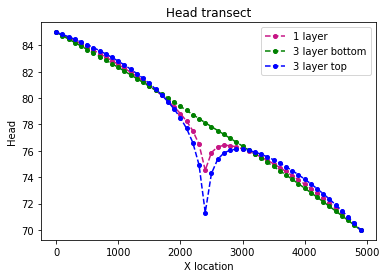 Head transect
1 layer
3 layer bottom
3 layer top
Head
84
82
80
78
76
74
72
70
0
1000
2000
3000
4000
5000
X location